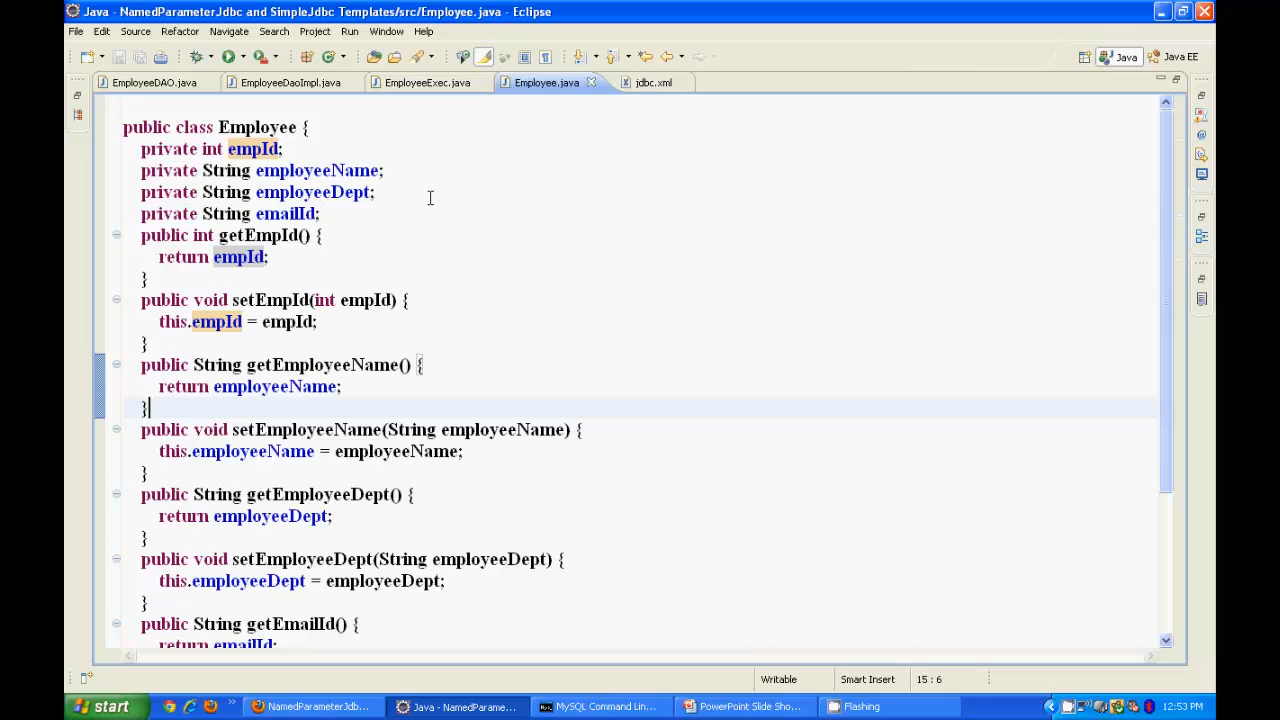 Java - NamedParameterJdbc and SimpleJdbc Templates/src/Employee.java - Eclipse
File Edit Source Refactor Navigate Search Project Run Window Help
Java Java EE
EmployeeDAO.java EmployeeDaoImpl.java EmployeeExec.java Employee.java jdbc.xml
public class Employee {
private int empId;
private String employeeName;
private String employeeDept;
private String emailId;
public int getEmpId() {
return empId;
}
public void setEmpId(int empId) {
this.empId = empId;
}
public String getEmployeeName() {
return employeeName;
}
public void setEmployeeName(String employeeName) {
this.employeeName = employeeName;
}
public String getEmployeeDept() {
return employeeDept;
}
public void setEmployeeDept(String employeeDept) {
this.employeeDept = employeeDept;
}
public String getEmailId() {
return emailId;
Writable Smart Insert 15 : 6
start NamedParameterJdb... Java - NamedParame... MySQL Command Lin... PowerPoint Slide Sho... Flashing 12:53 PM